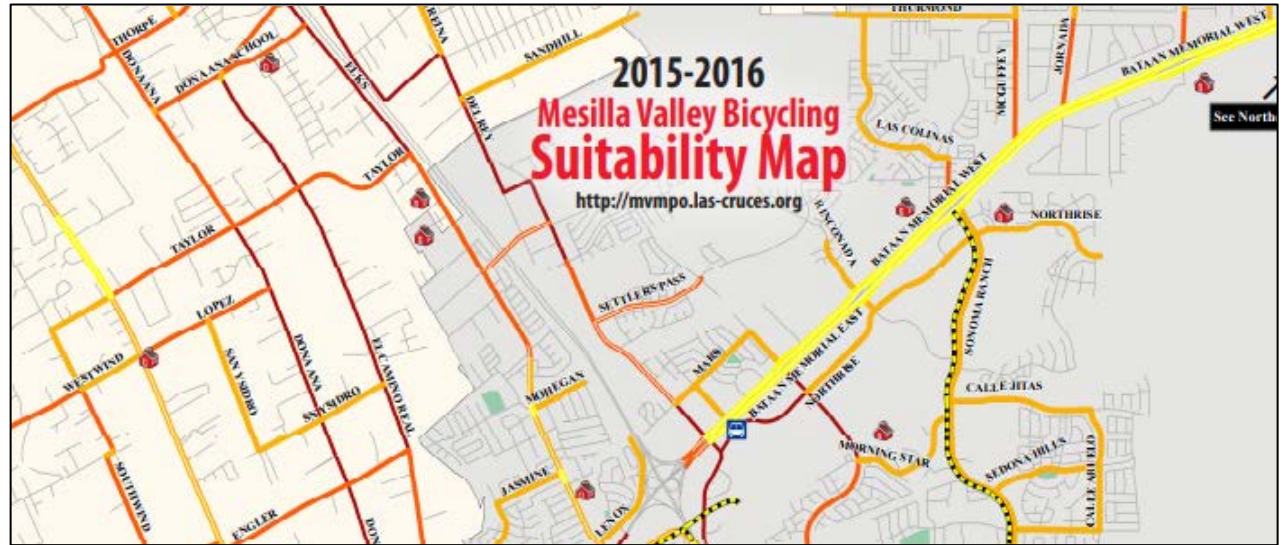 THURMOND
THORPE
REINA
SANDHILL
BATAAN MEMORIAL WEST
JORNADA
MCGUFFEY
DONA ANA
DONA ANA SCHOOL
ELKS
2015-2016
Mesilla Valley Bicycling
Suitability Map
http://mvmpo.las-cruces.org
DEL REY
See North
LAS COLINAS
TAYLOR
BATAAN MEMORIAL WEST
RINCONADA
NORTHRISE
TAYLOR
SETTLERS PASS
SONOMA RANCH
LOPEZ
BATAAN MEMORIAL EAST
MARS
WESTWIND
SAN YSIDRO
DONA ANA
EL CAMINO REAL
NORTHRISE
MOHEGAN
CALLE JITAS
SAN YSIDRO
MORNING STAR
SEDONA HILLS
CALLE ABUELO
SOUTHWIND
JASMINE
LENOX
ENGLER
DON